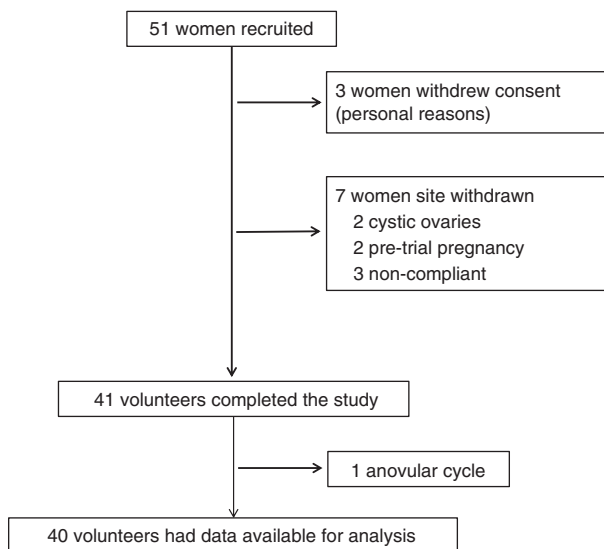 51 women recruited
3 women withdrew consent
(personal reasons)
7 women site withdrawn
2 cystic ovaries
2 pre-trial pregnancy
3 non-compliant
41 volunteers completed the study
1 anovular cycle
40 volunteers had data available for analysis